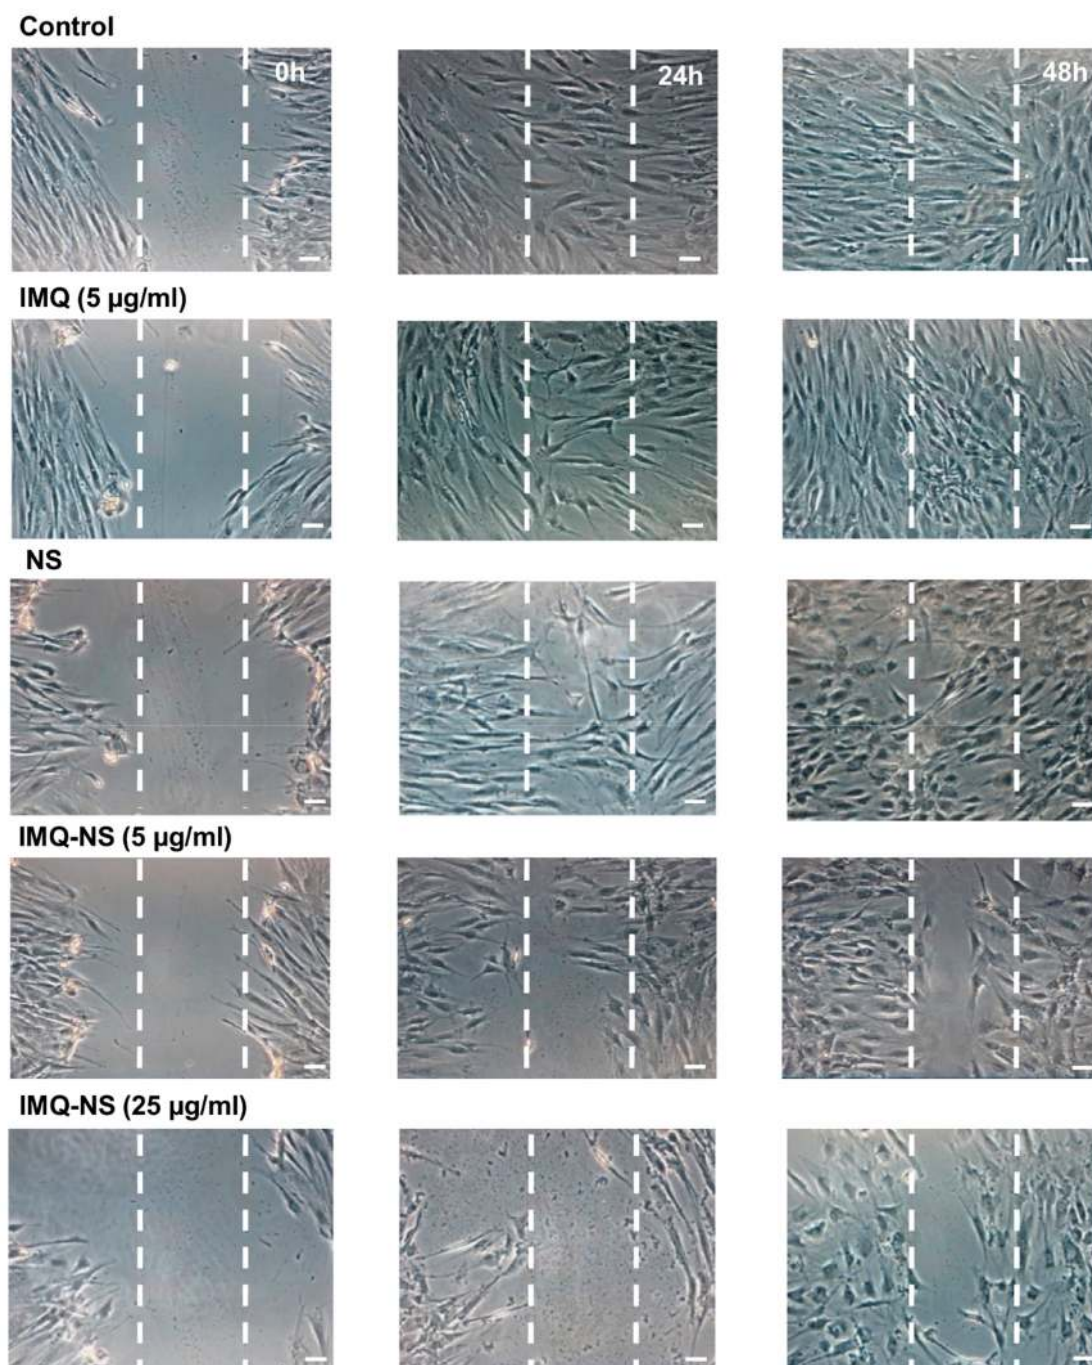 Control
0h 24h 48h
IMQ (5 µg/ml)
NS
IMQ-NS (5 µg/ml)
IMQ-NS (25 µg/ml)